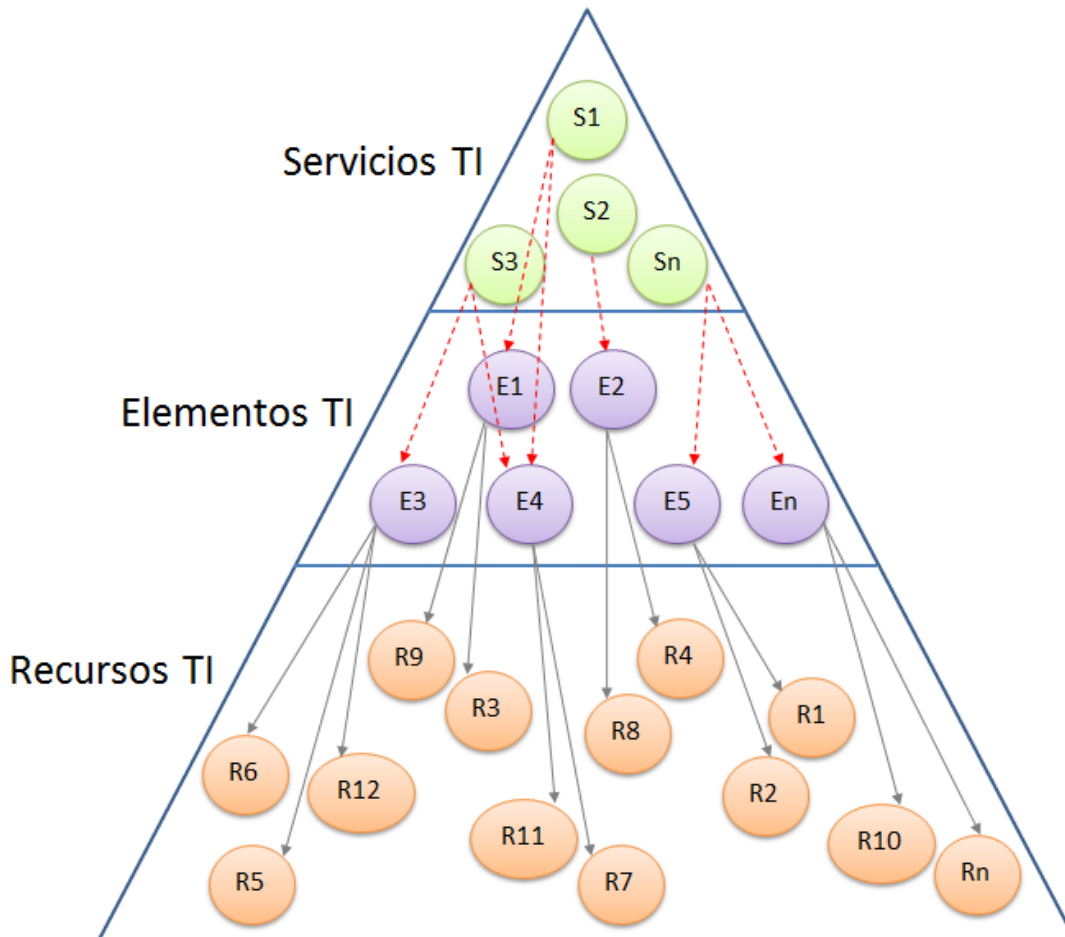 S1
Servicios TI
S2
S3
Sn
E1
E2
Elementos TI
E3
E4
E5
En
R9
R4
Recursos TI
R3
R1
R8
R6
R12
R2
R11
R10
R5
R7
Rn